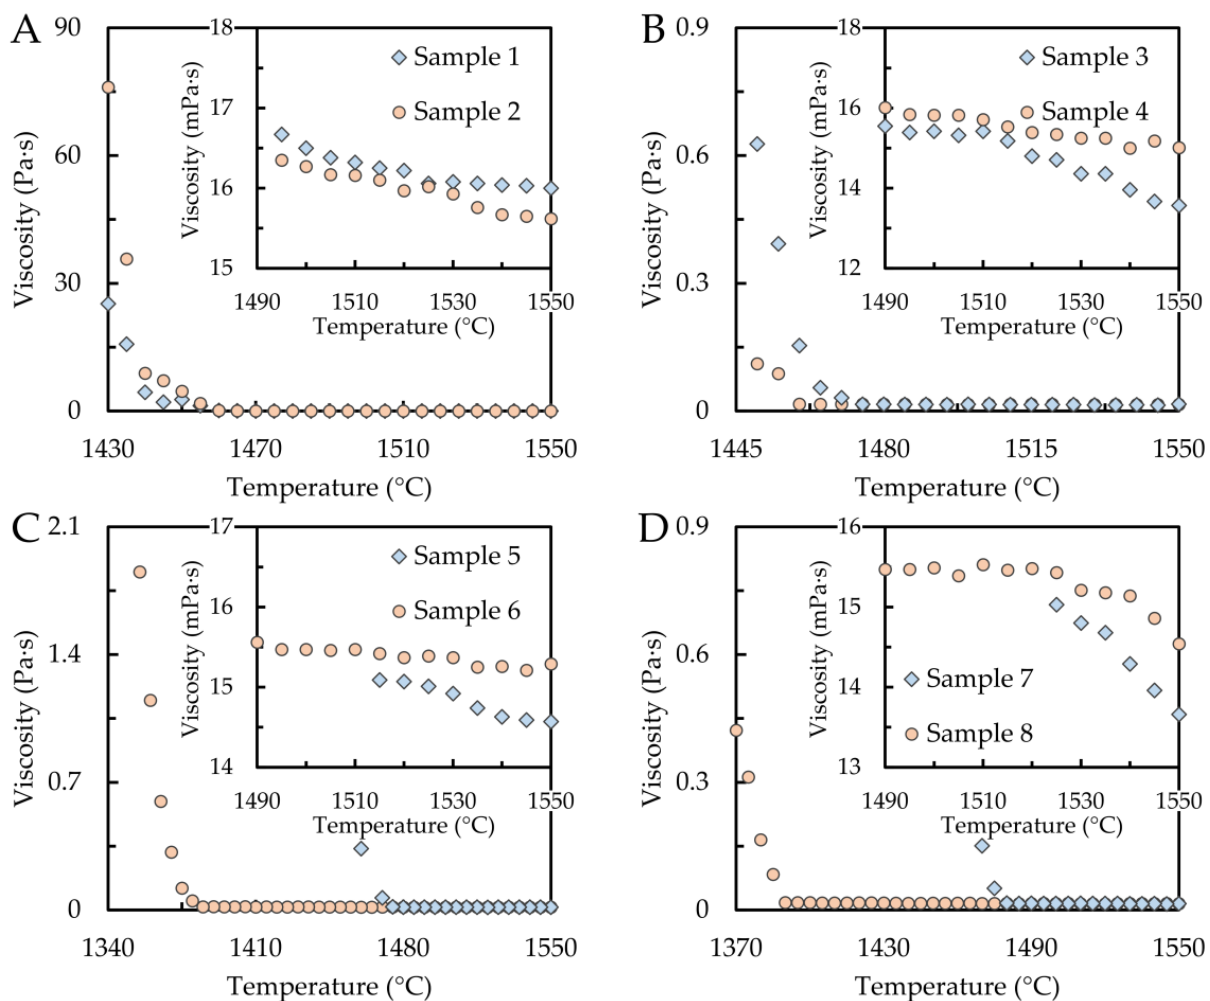 A
90
60
30
0
Viscosity (Pa·s)
1430
1470
1510
1550
Temperature (°C)
18
17
16
15
Viscosity (mPa·s)
1490
1510
1530
1550
Temperature (°C)
Sample 1
Sample 2
B
0.9
0.6
0.3
0
Viscosity (Pa·s)
1445
1480
1515
1550
Temperature (°C)
18
16
14
12
Viscosity (mPa·s)
1490
1510
1530
1550
Temperature (°C)
Sample 3
Sample 4
C
2.1
1.4
0.7
0
Viscosity (Pa·s)
1340
1410
1480
1550
Temperature (°C)
17
16
15
14
Viscosity (mPa·s)
1490
1510
1530
1550
Temperature (°C)
Sample 5
Sample 6
D
0.9
0.6
0.3
0
Viscosity (Pa·s)
1370
1430
1490
1550
Temperature (°C)
16
15
14
13
Viscosity (mPa·s)
1490
1510
1530
1550
Temperature (°C)
Sample 7
Sample 8